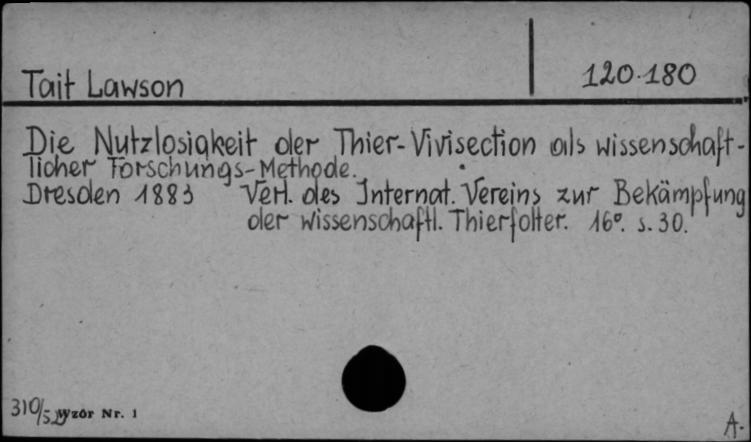 Tait Lawson
120.180
Die Nutzlosigkeit der Thier-Vivisection als wissenschaft-
licher Forschungs-Methode.
Dresden 1883 Verl. des Internat. Vereins zur Bekämpfung
der wissenschaftl. Thierfolter. 16°. s. 30.
310/52 Wzór Nr. 1
A.